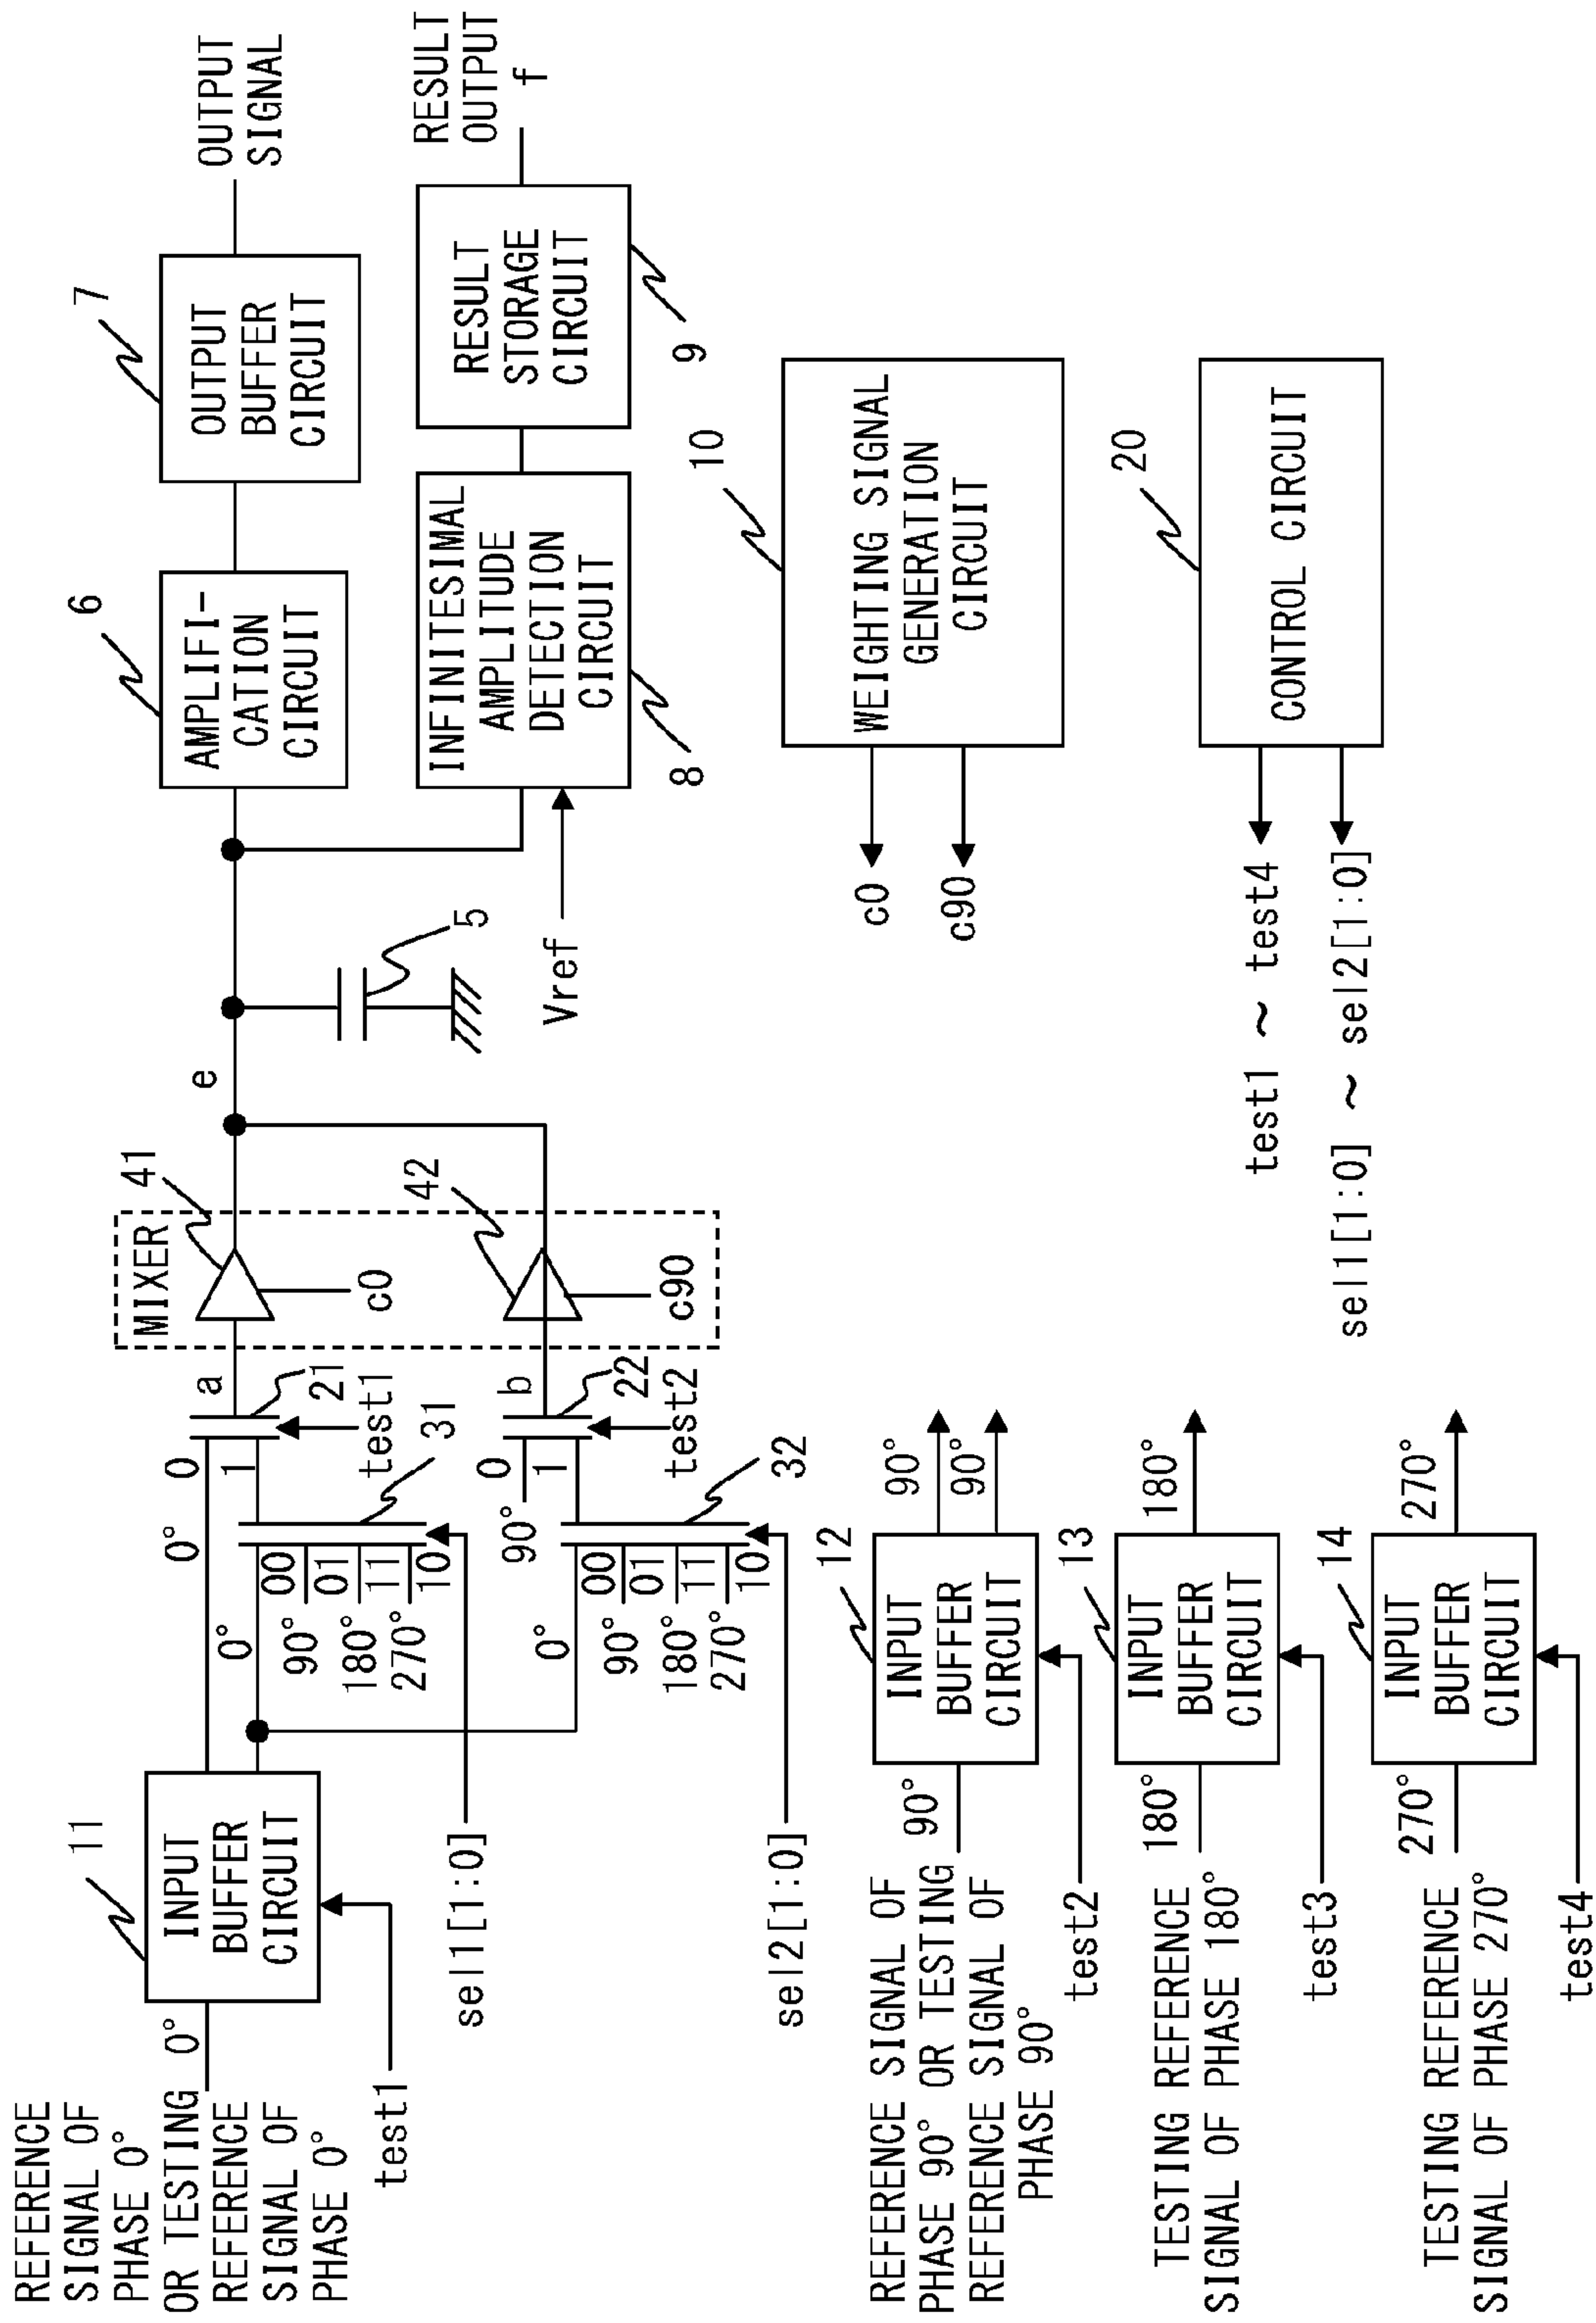 REFERENCE
SIGNAL OF
PHASE 0°
OR TESTING
REFERENCE
SIGNAL OF
PHASE 0°
0°
test1
11
INPUT
BUFFER
CIRCUIT
sel1[1:0]
sel2[1:0]
0°
0°
90°
180°
270°
00
01
11
10
0
1
a
21
test1
31
0°
90°
180°
270°
00
01
11
10
90°
0
1
b
22
test2
32
MIXER
41
c0
42
c90
e
5
Vref
6
AMPLIFI-
CATION
CIRCUIT
7
OUTPUT
BUFFER
CIRCUIT
OUTPUT
SIGNAL
INFINITESIMAL
AMPLITUDE
DETECTION
CIRCUIT
8
RESULT
STORAGE
CIRCUIT
9
RESULT
OUTPUT
f
REFERENCE SIGNAL OF
PHASE 90° OR TESTING
REFERENCE SIGNAL OF
PHASE 90°
90°
test2
12
INPUT
BUFFER
CIRCUIT
90°
90°
TESTING REFERENCE
SIGNAL OF PHASE 180°
180°
test3
13
INPUT
BUFFER
CIRCUIT
180°
TESTING REFERENCE
SIGNAL OF PHASE 270°
270°
test4
14
INPUT
BUFFER
CIRCUIT
270°
10
WEIGHTING SIGNAL
GENERATION
CIRCUIT
c0
c90
20
CONTROL CIRCUIT
test1 ~ test4
sel1[1:0] ~ sel2[1:0]